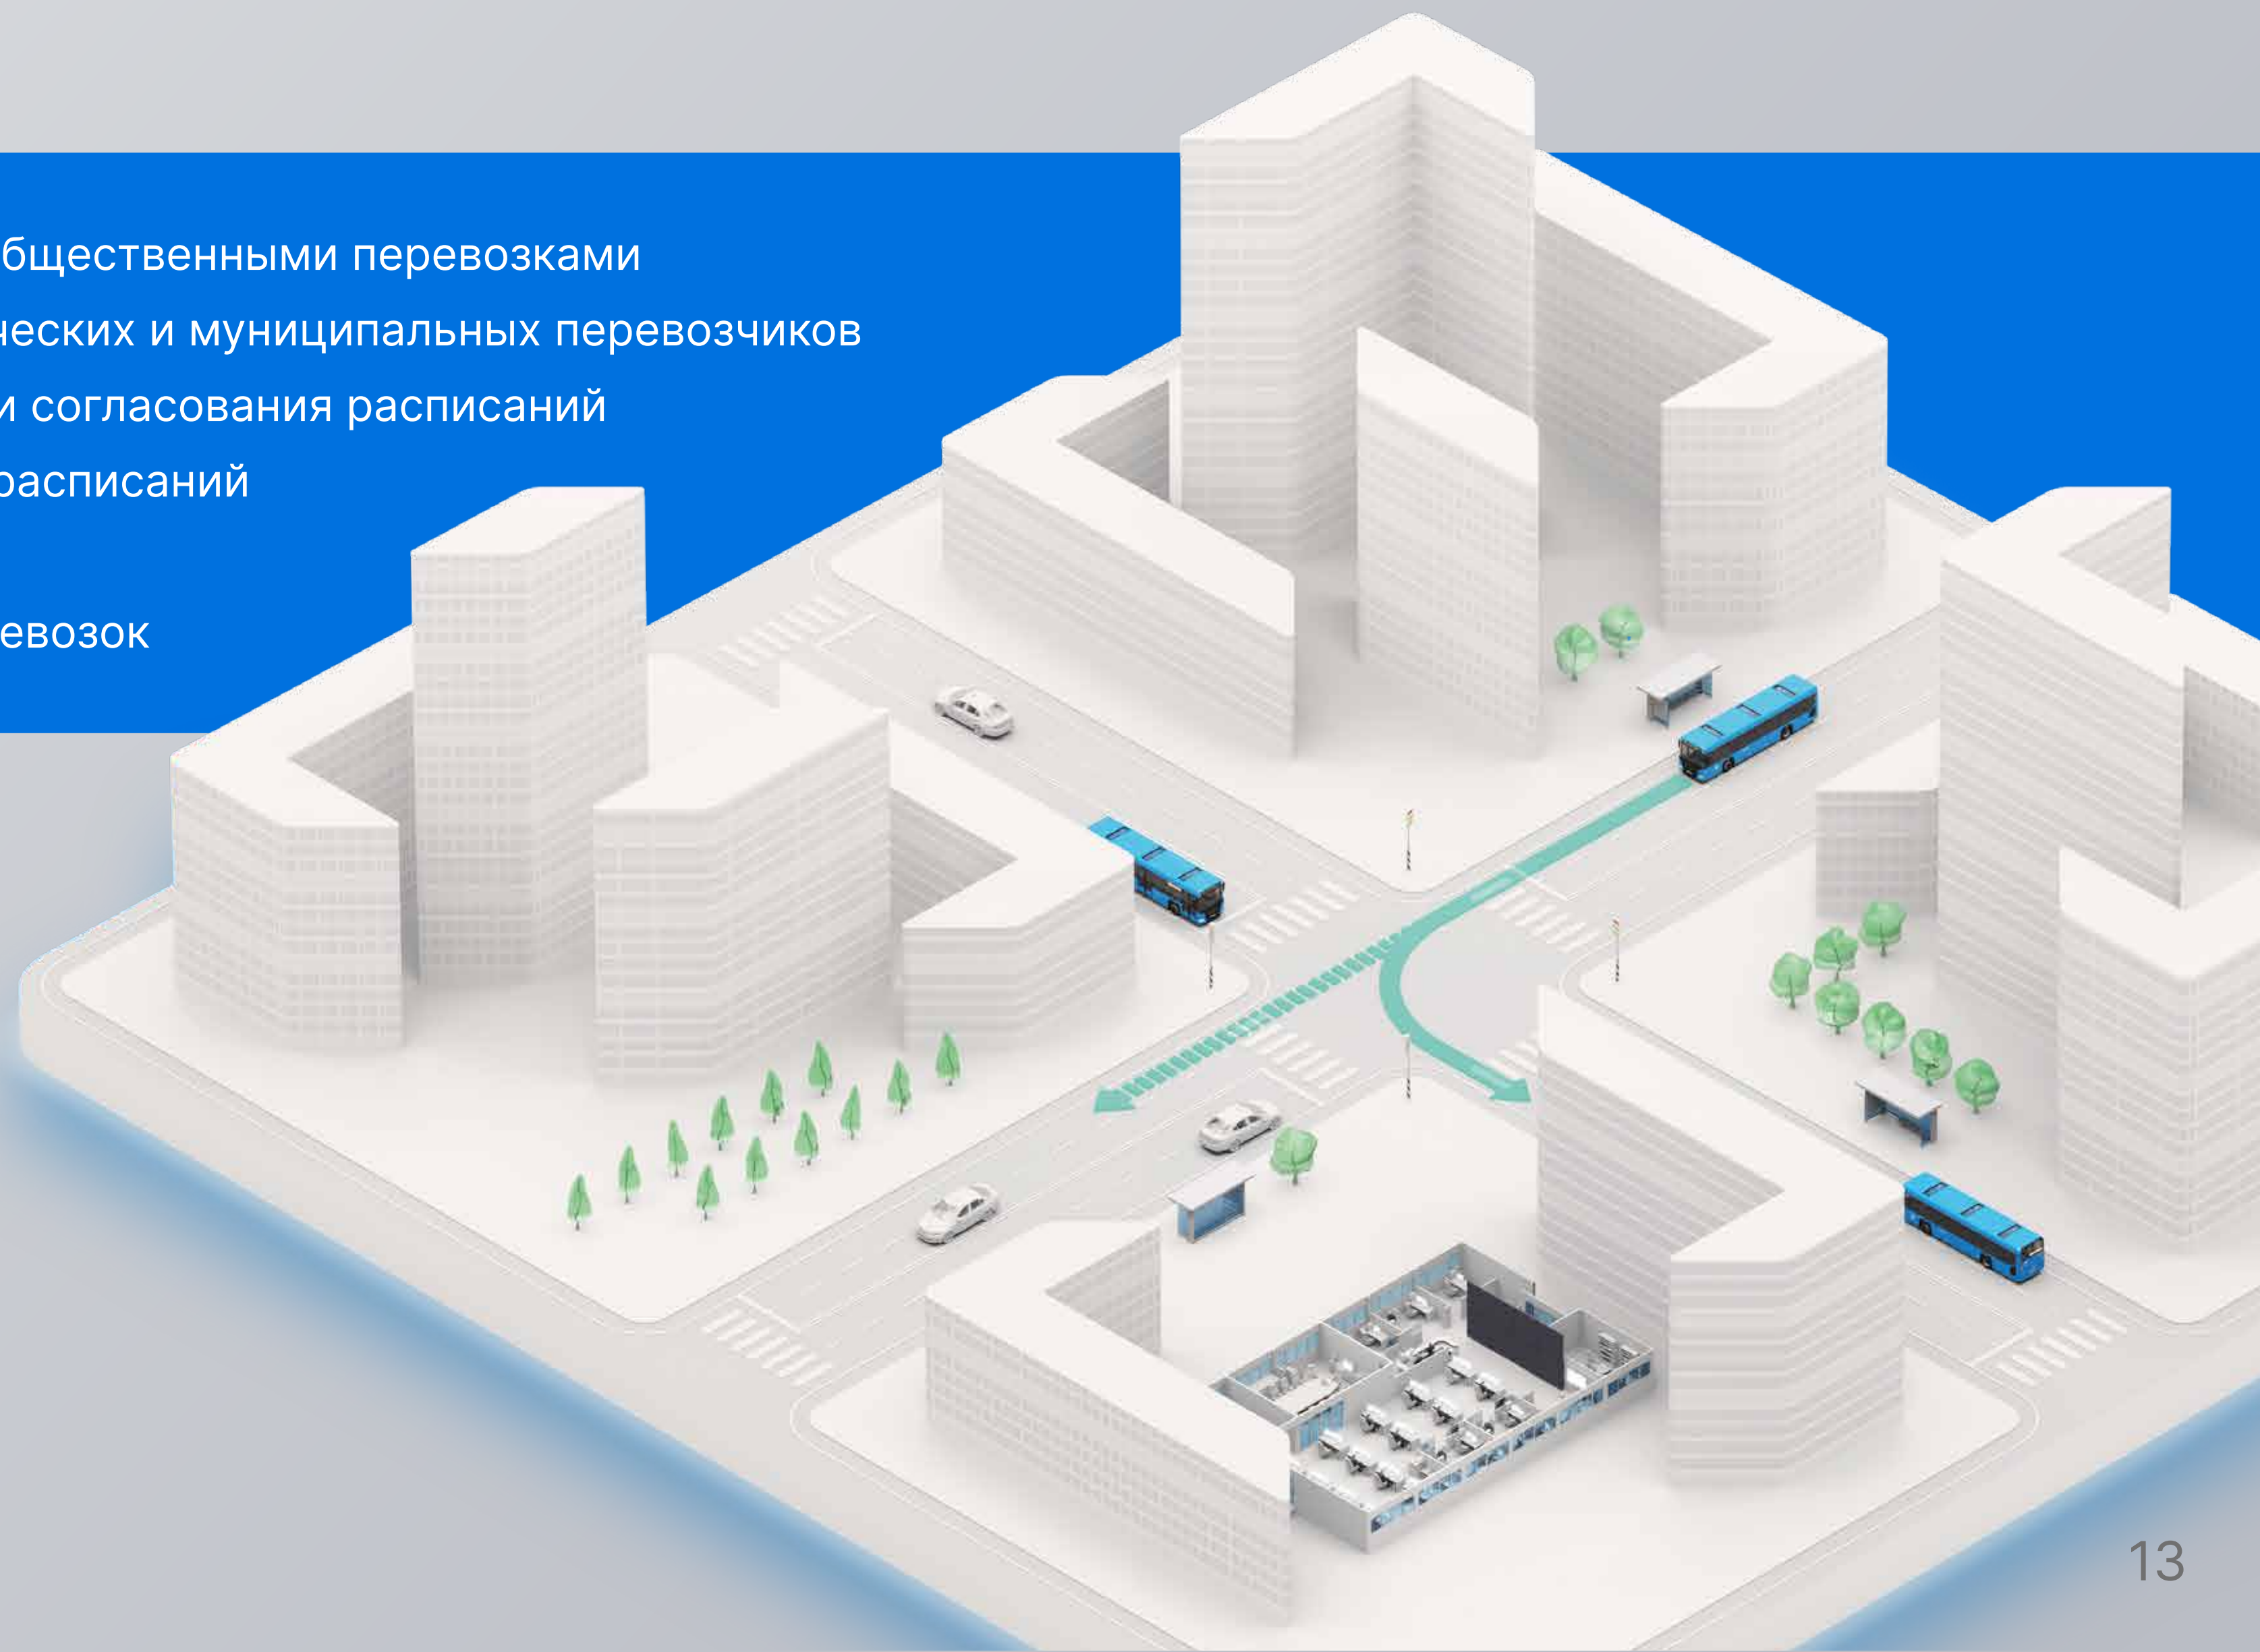 бщественными перевозками
ческих и муниципальных перевозчиков
и согласования расписаний
расписаний
евозок
13